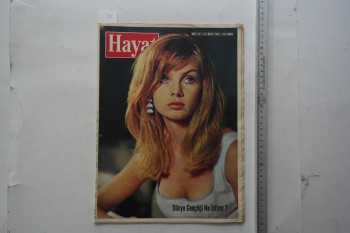 Hayat
Dünya Gençliği Ne İstiyor ?